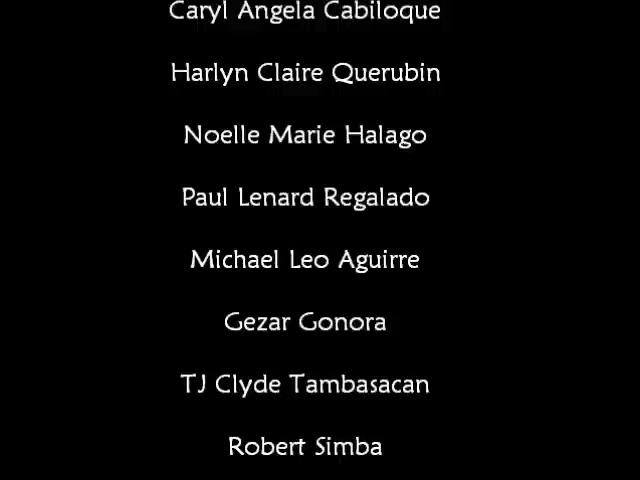 Caryl Angela Cabiloque
Harlyn Claire Querubin
Noelle Marie Halago
Paul Lenard Regalado
Michael Leo Aguirre
Gezar Gonora
TJ Clyde Tambasacan
Robert Simba